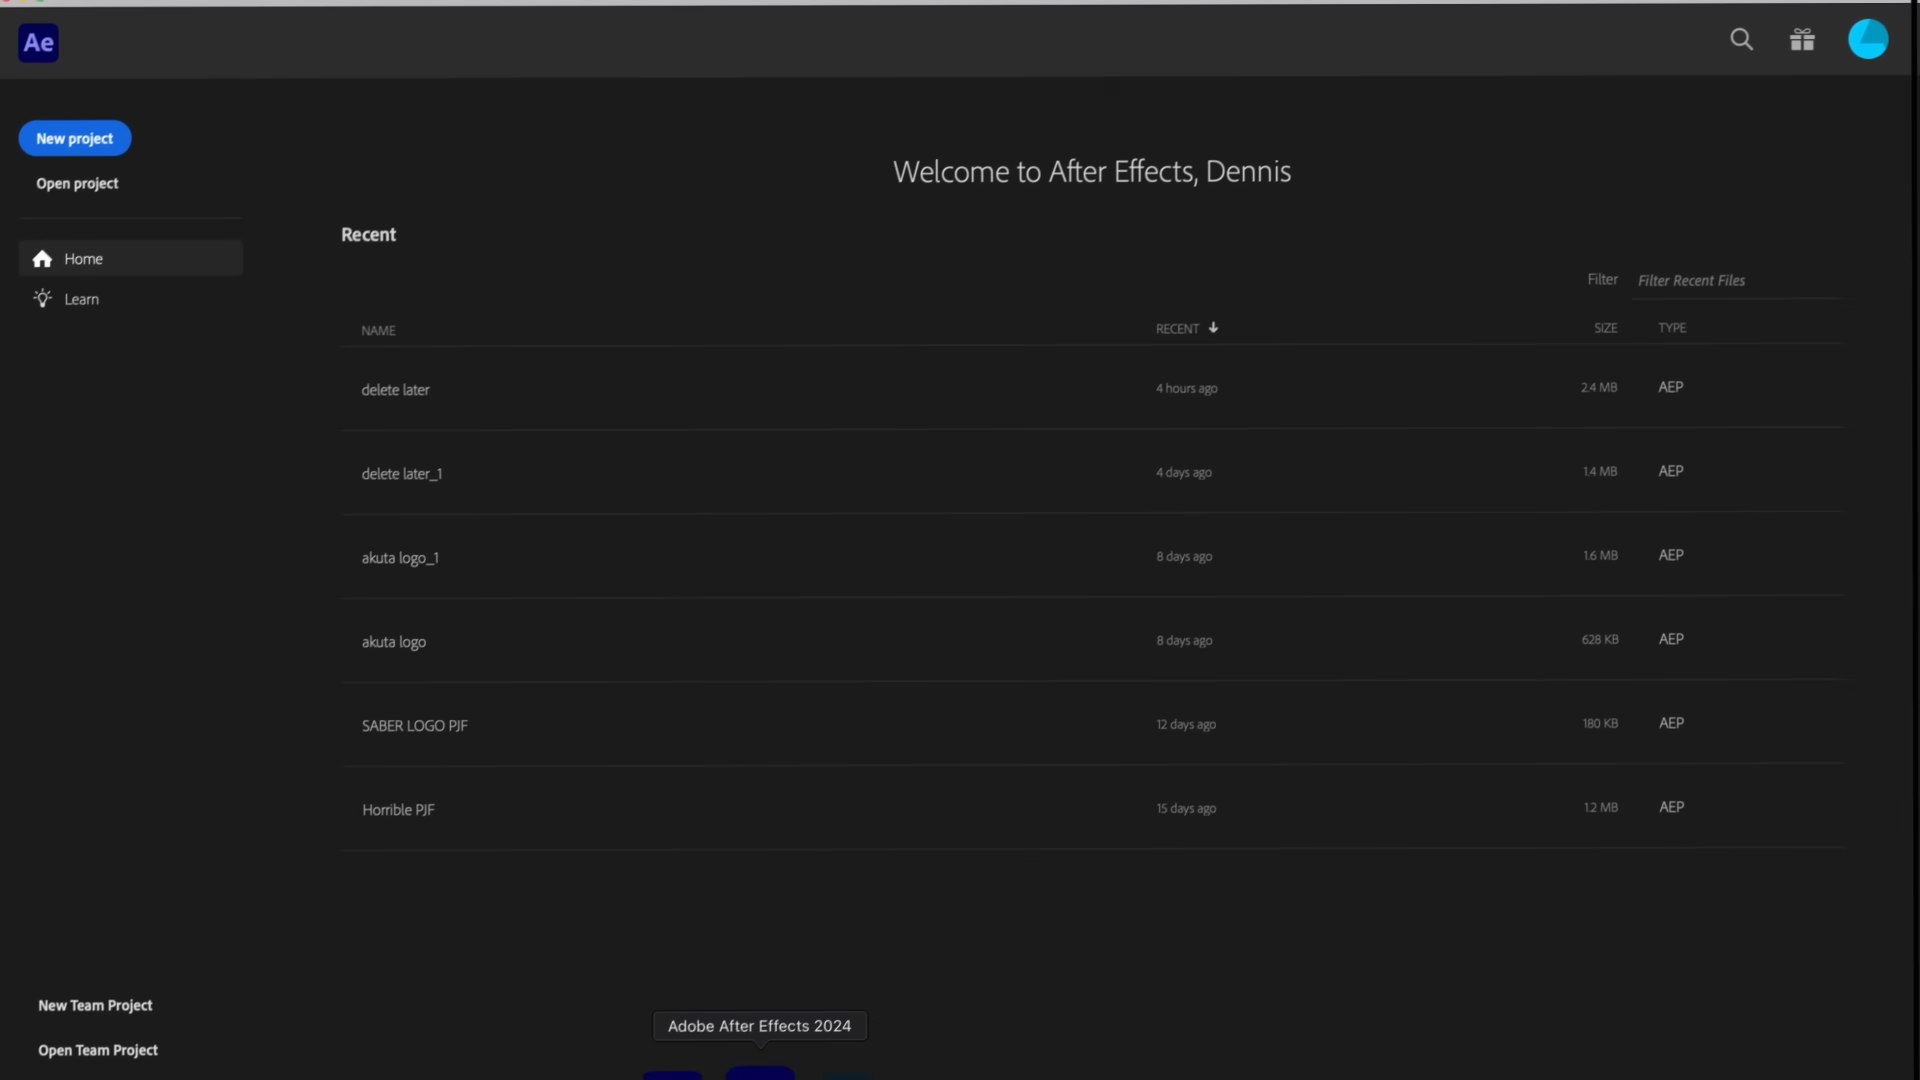 Ae
New project
Open project
Welcome to After Effects, Dennis
Recent
Home
Learn
Filter Filter Recent Files
NAME RECENT SIZE TYPE
delete later 4 hours ago 2.4 MB AEP
delete later_1 4 days ago 1.4 MB AEP
akuta logo_1 8 days ago 1.6 MB AEP
akuta logo 8 days ago 628 KB AEP
SABER LOGO PJF 12 days ago 180 KB AEP
Horrible PJF 15 days ago 1.2 MB AEP
New Team Project
Adobe After Effects 2024
Open Team Project